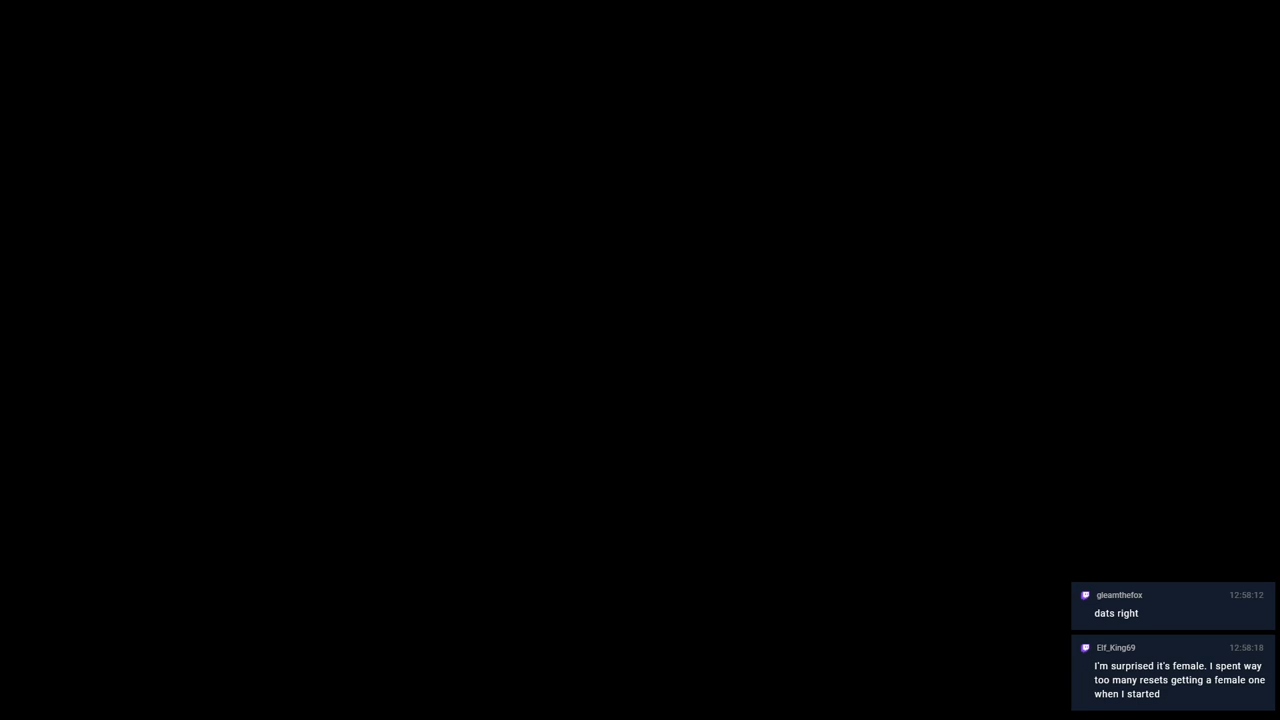 gleamthefox 12:58:12
dats right
Elf_King69 12:58:18
I'm surprised it's female. I spent way
too many resets getting a female one
when I started